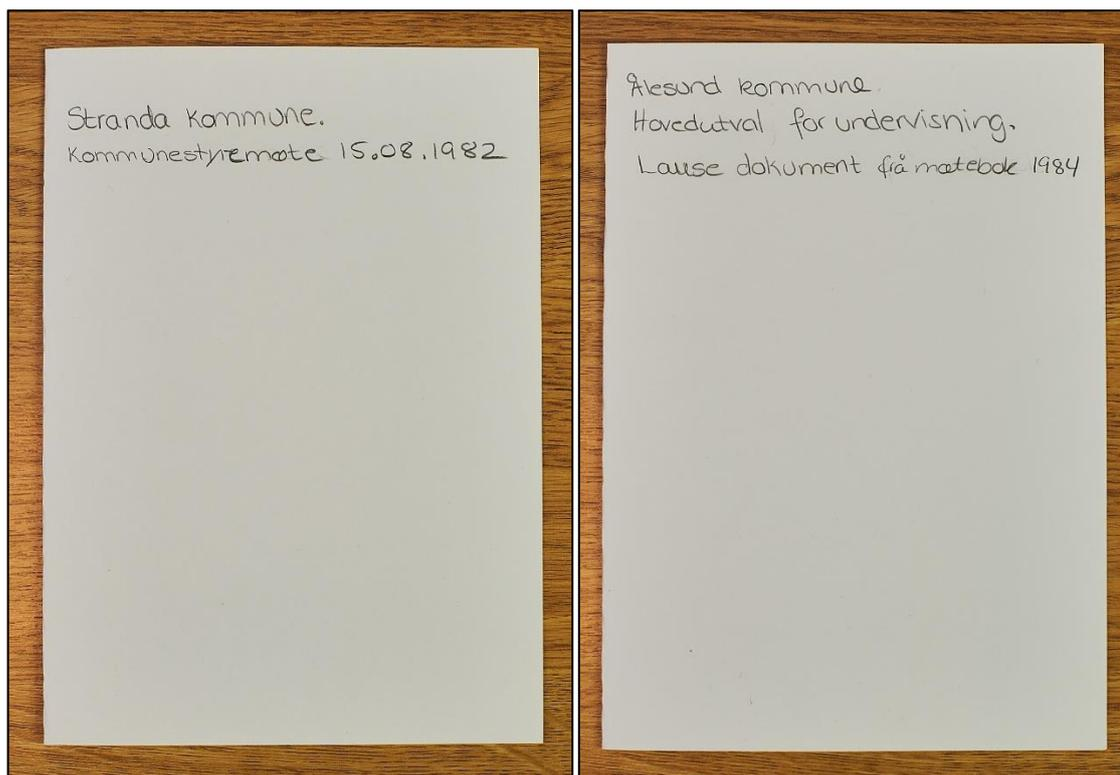 Stranda kommune.
Kommunestyremøte 15.08.1982
Ålesund kommune.
Hovedutval for undervisning.
Lause dokument frå møtebok 1984